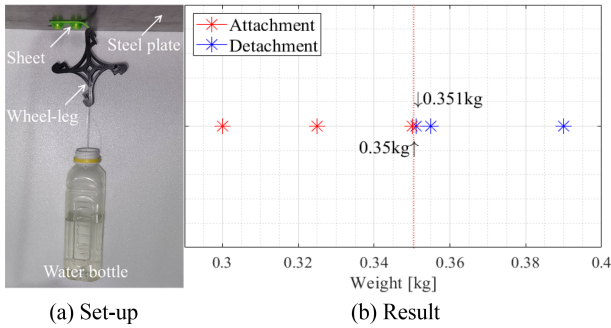 Steel plate
Sheet
Wheel-leg
Water bottle
(a) Set-up
Attachment
Detachment
↓0.351kg
0.35kg↑
0.3 0.32 0.34 0.36 0.38 0.4
Weight [kg]
(b) Result